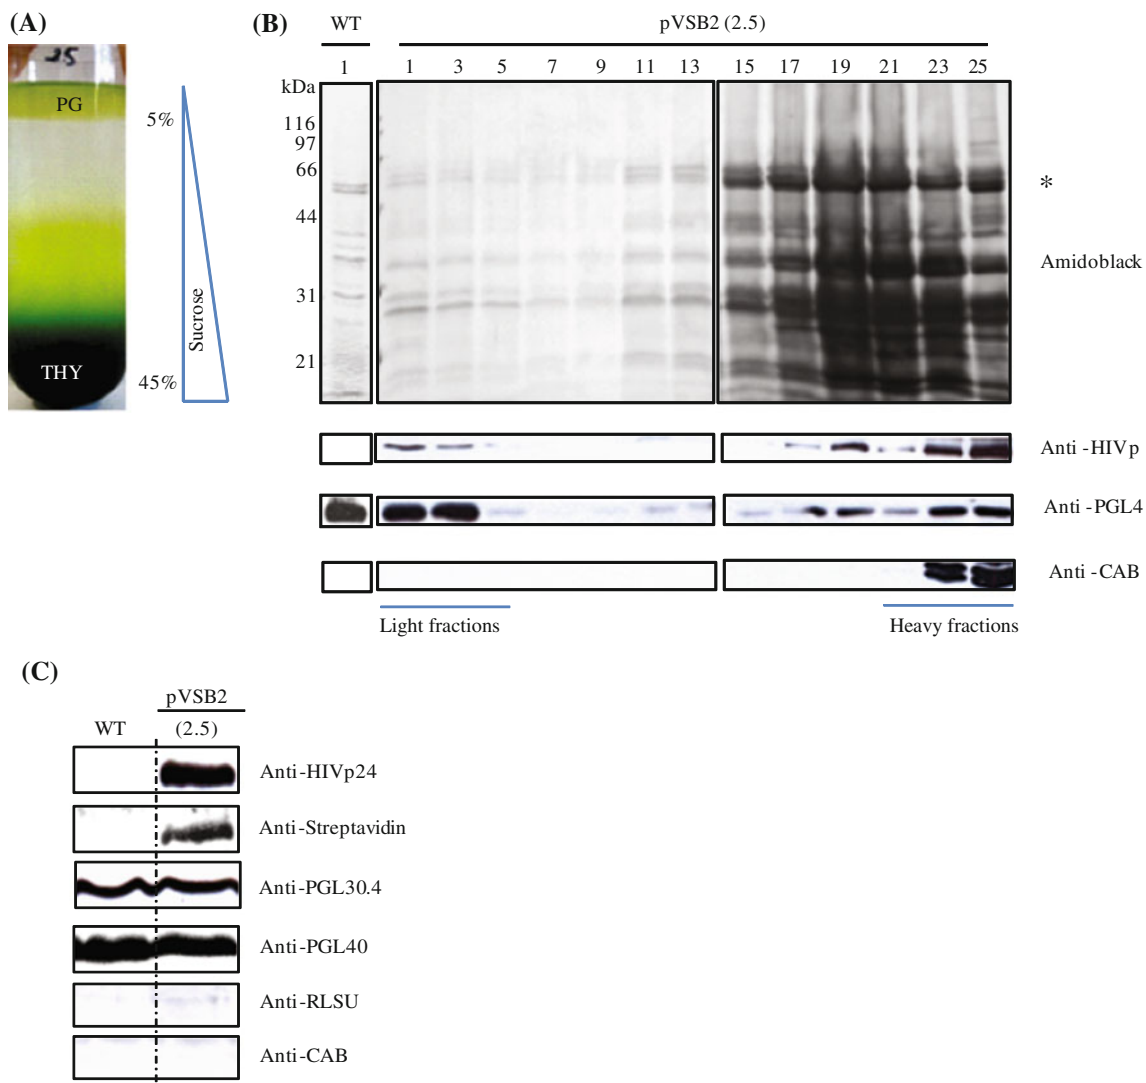 (A)
35
PG
5%
Sucrose
THY
45%
(B)
WT
pVSB2 (2.5)
1
1 3 5 7 9 11 13 15 17 19 21 23 25
kDa
116
97
66
*
44
Amidoblack
31
21
Anti-HIVp
Anti-PGL4
Anti-CAB
Light fractions
Heavy fractions
(C)
pVSB2
WT
(2.5)
Anti-HIVp24
Anti-Streptavidin
Anti-PGL30.4
Anti-PGL40
Anti-RLSU
Anti-CAB